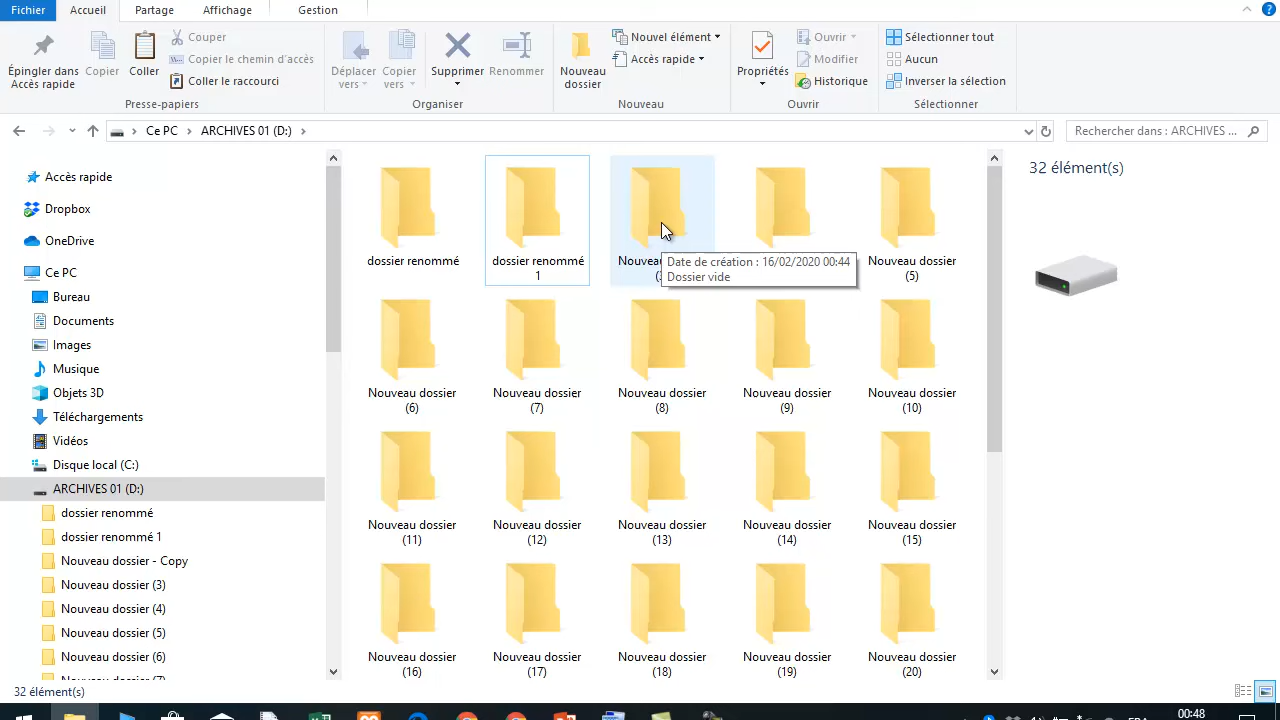 Fichier Accueil Partage Affichage Gestion
Épingler dans Accès rapide
Copier
Coller
Couper
Copier le chemin d'accès
Coller le raccourci
Presse-papiers
Déplacer vers
Copier vers
Supprimer
Renommer
Organiser
Nouveau dossier
Nouvel élément
Accès rapide
Nouveau
Propriétés
Ouvrir
Modifier
Historique
Ouvrir
Sélectionner tout
Aucun
Inverser la sélection
Sélectionner
Ce PC > ARCHIVES 01 (D:) >
Rechercher dans : ARCHIVES ...
Accès rapide
Dropbox
OneDrive
Ce PC
Bureau
Documents
Images
Musique
Objets 3D
Téléchargements
Vidéos
Disque local (C:)
ARCHIVES 01 (D:)
dossier renommé
dossier renommé 1
Nouveau dossier - Copy
Nouveau dossier (3)
Nouveau dossier (4)
Nouveau dossier (5)
Nouveau dossier (6)
dossier renommé
dossier renommé 1
Date de création : 16/02/2020 00:44
Dossier vide
Nouveau dossier (5)
Nouveau dossier (6)
Nouveau dossier (7)
Nouveau dossier (8)
Nouveau dossier (9)
Nouveau dossier (10)
Nouveau dossier (11)
Nouveau dossier (12)
Nouveau dossier (13)
Nouveau dossier (14)
Nouveau dossier (15)
Nouveau dossier (16)
Nouveau dossier (17)
Nouveau dossier (18)
Nouveau dossier (19)
Nouveau dossier (20)
32 élément(s)
32 élément(s)
00:48